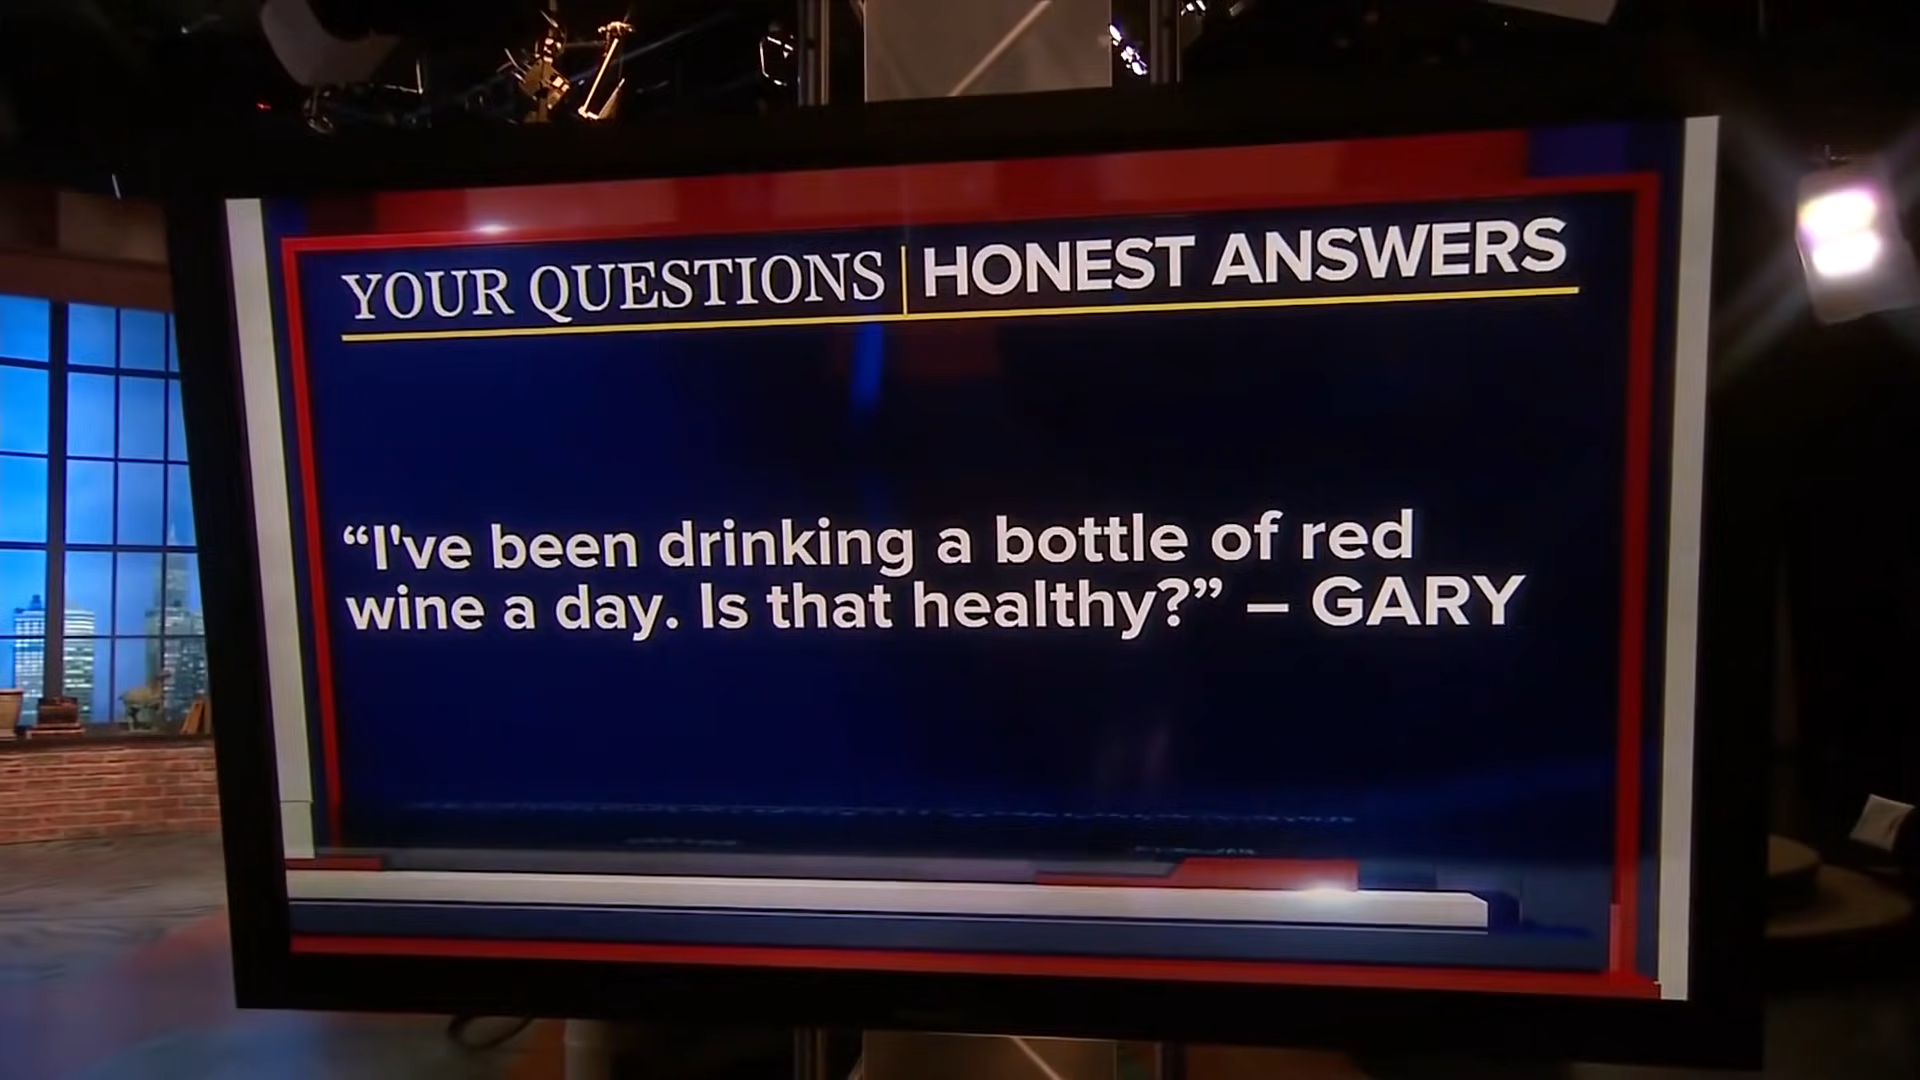 YOUR QUESTIONS | HONEST ANSWERS
“I've been drinking a bottle of red
wine a day. Is that healthy?” – GARY